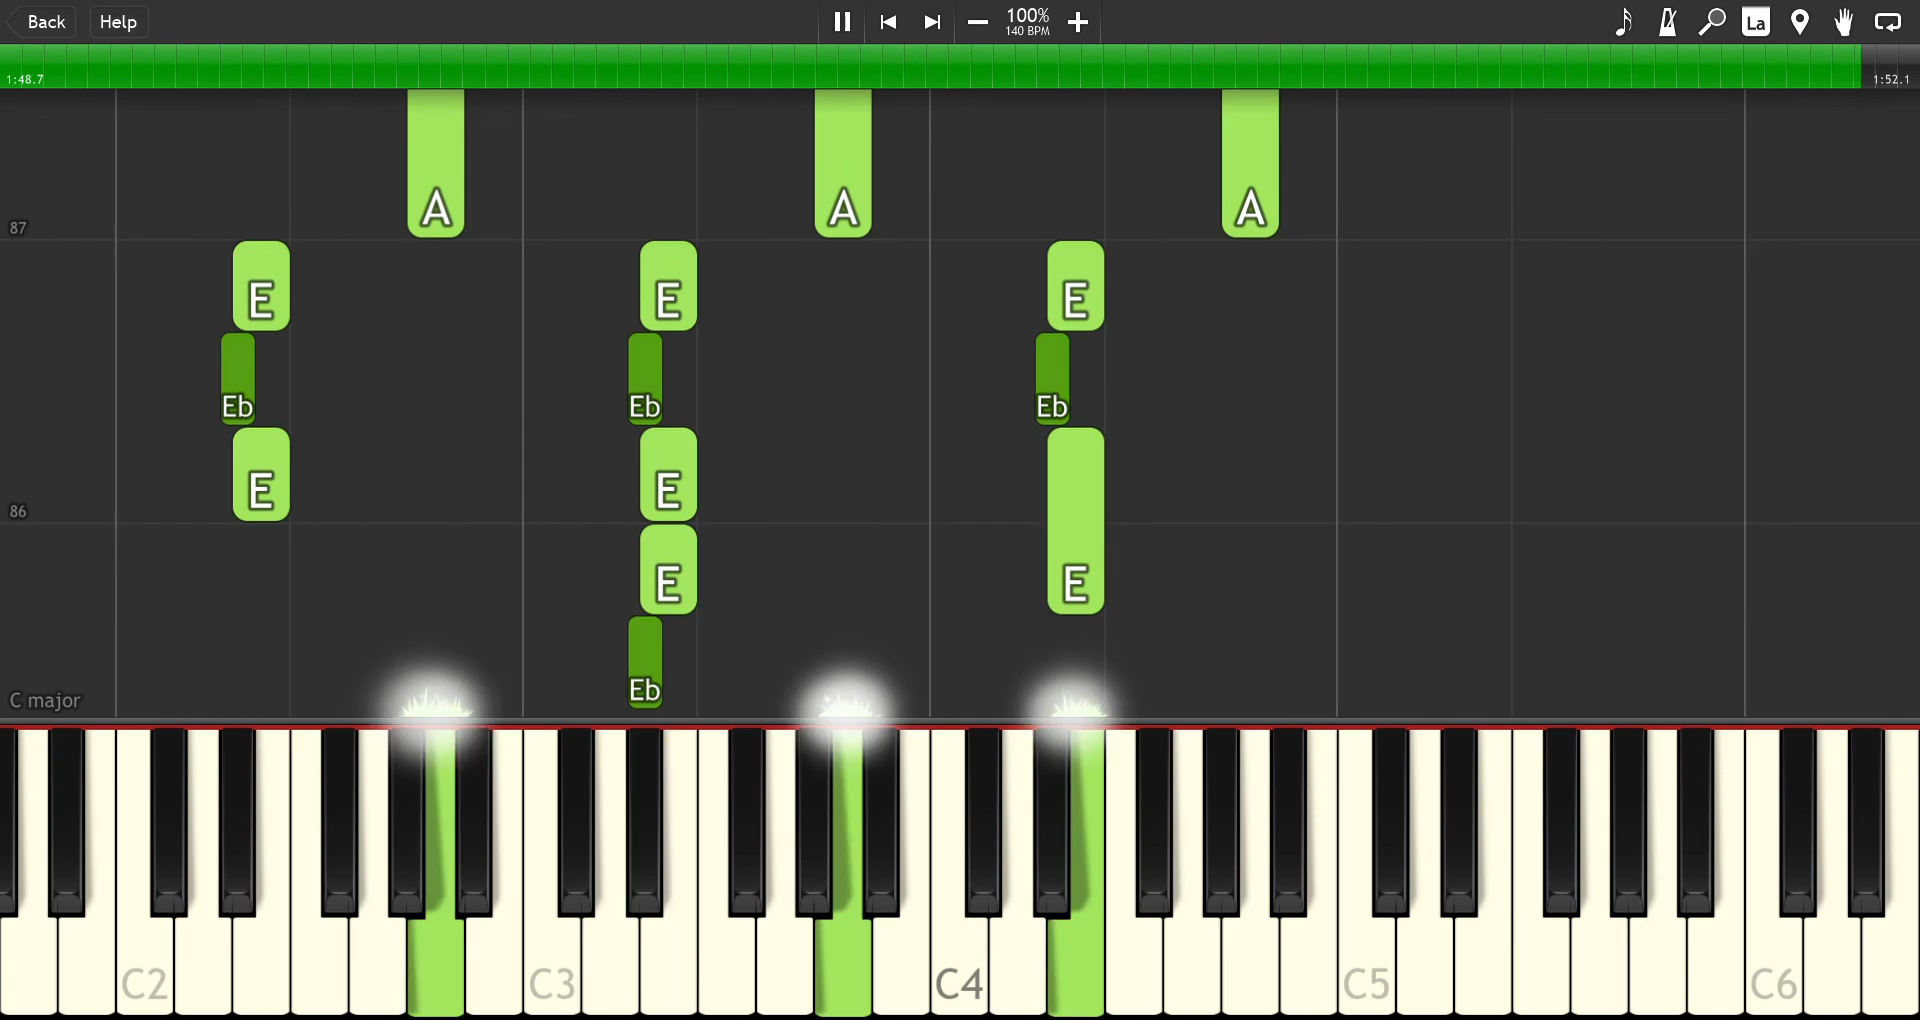 Back Help 100% La
140 BPM
1:48.7 1:52.1
A A A
87
E E E
Eb Eb Eb
E E
86
E E
Eb
C major
C2 C3 C4 C5 C6